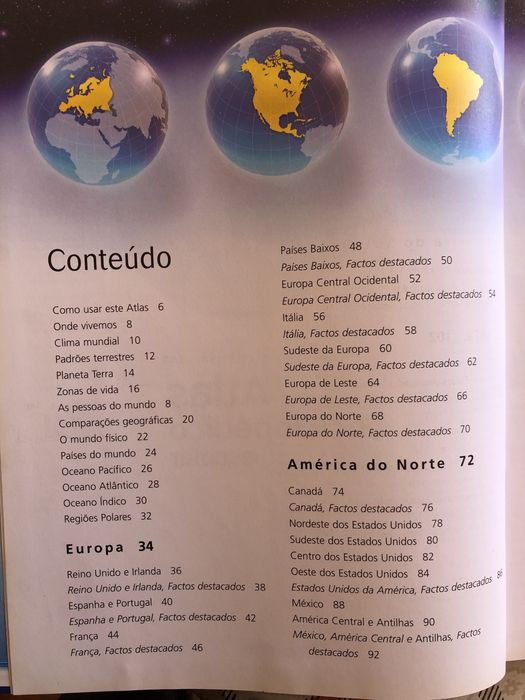 Conteúdo
Como usar este Atlas 6
Onde vivemos 8
Clima mundial 10
Padrões terrestres 12
Planeta Terra 14
Zonas de vida 16
As pessoas do mundo 8
Comparações geográficas 20
O mundo físico 22
Países do mundo 24
Oceano Pacífico 26
Oceano Atlântico 28
Oceano Índico 30
Regiões Polares 32
Europa 34
Reino Unido e Irlanda 36
Reino Unido e Irlanda, Factos destacados 38
Espanha e Portugal 40
Espanha e Portugal, Factos destacados 42
França 44
França, Factos destacados 46
Países Baixos 48
Países Baixos, Factos destacados 50
Europa Central Ocidental 52
Europa Central Ocidental, Factos destacados 54
Itália 56
Itália, Factos destacados 58
Sudeste da Europa 60
Sudeste da Europa, Factos destacados 62
Europa de Leste 64
Europa de Leste, Factos destacados 66
Europa do Norte 68
Europa do Norte, Factos destacados 70
América do Norte 72
Canadá 74
Canadá, Factos destacados 76
Nordeste dos Estados Unidos 78
Sudeste dos Estados Unidos 80
Centro dos Estados Unidos 82
Oeste dos Estados Unidos 84
Estados Unidos da América, Factos destacados 86
México 88
América Central e Antilhas 90
México, América Central e Antilhas, Factos
destacados 92